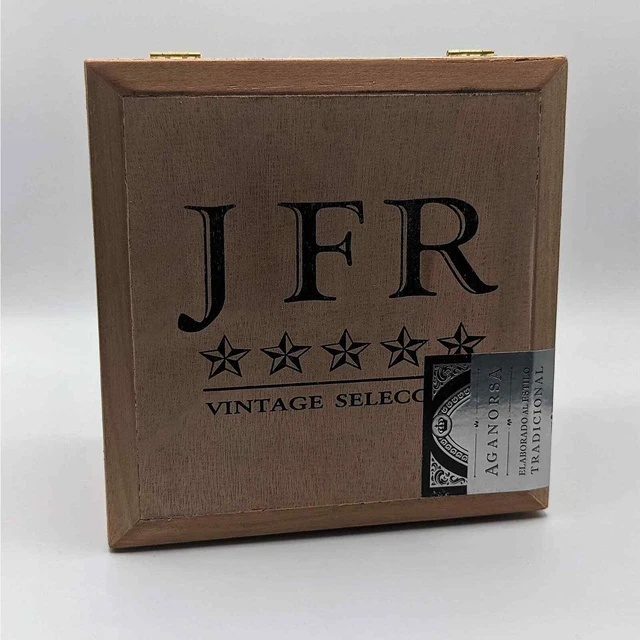 JFR
VINTAGE SELECC
AGANORSA
ELABORADO AL ESTILO
TRADICIONAL